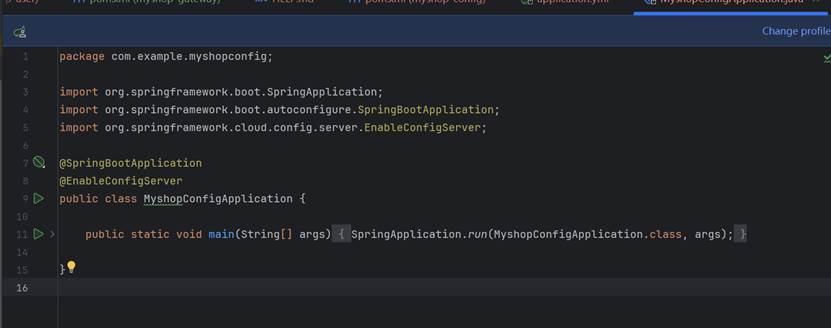 user)
pom.xml (myshop-gateway)
HELP.md
pom.xml (myshop-config)
application.yml
MyshopConfigApplication.java
Change profile
1 package com.example.myshopconfig;
2
3 import org.springframework.boot.SpringApplication;
4 import org.springframework.boot.autoconfigure.SpringBootApplication;
5 import org.springframework.cloud.config.server.EnableConfigServer;
6
7 @SpringBootApplication
8 @EnableConfigServer
9 public class MyshopConfigApplication {
10
11 public static void main(String[] args) { SpringApplication.run(MyshopConfigApplication.class, args); }
14
15 }
16